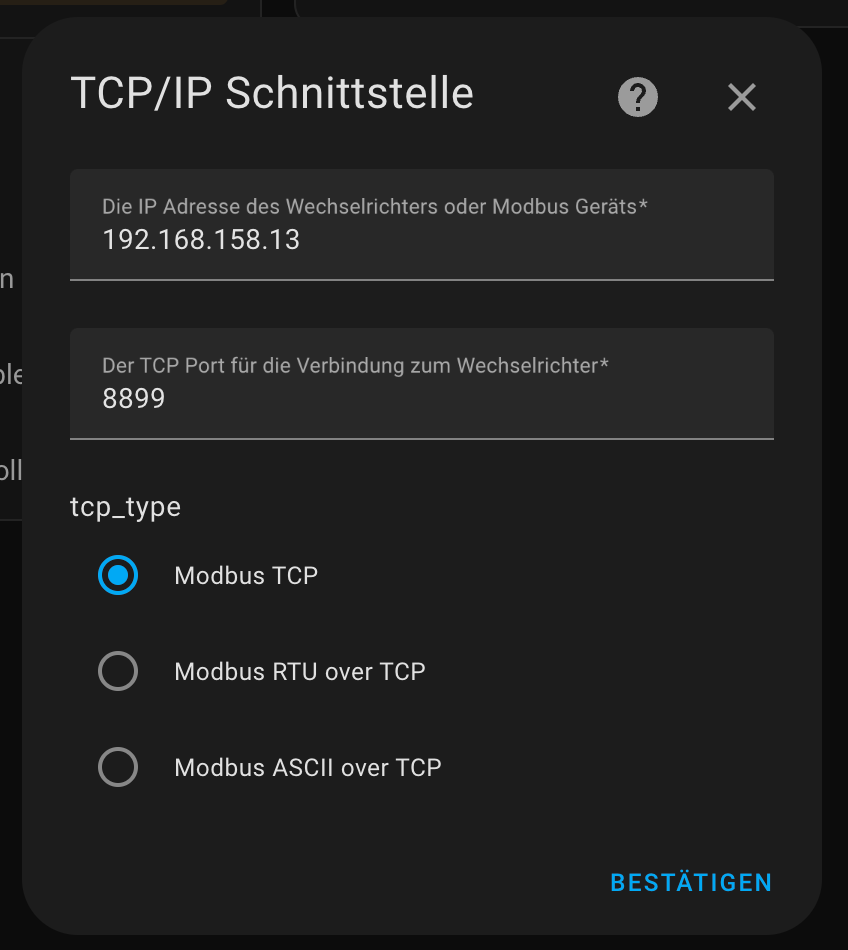 TCP/IP Schnittstelle
?
Die IP Adresse des Wechselrichters oder Modbus Geräts*
192.168.158.13
n
Der TCP Port für die Verbindung zum Wechselrichter*
8899
ple
oll
tcp_type
Modbus TCP
Modbus RTU over TCP
Modbus ASCII over TCP
BESTÄTIGEN